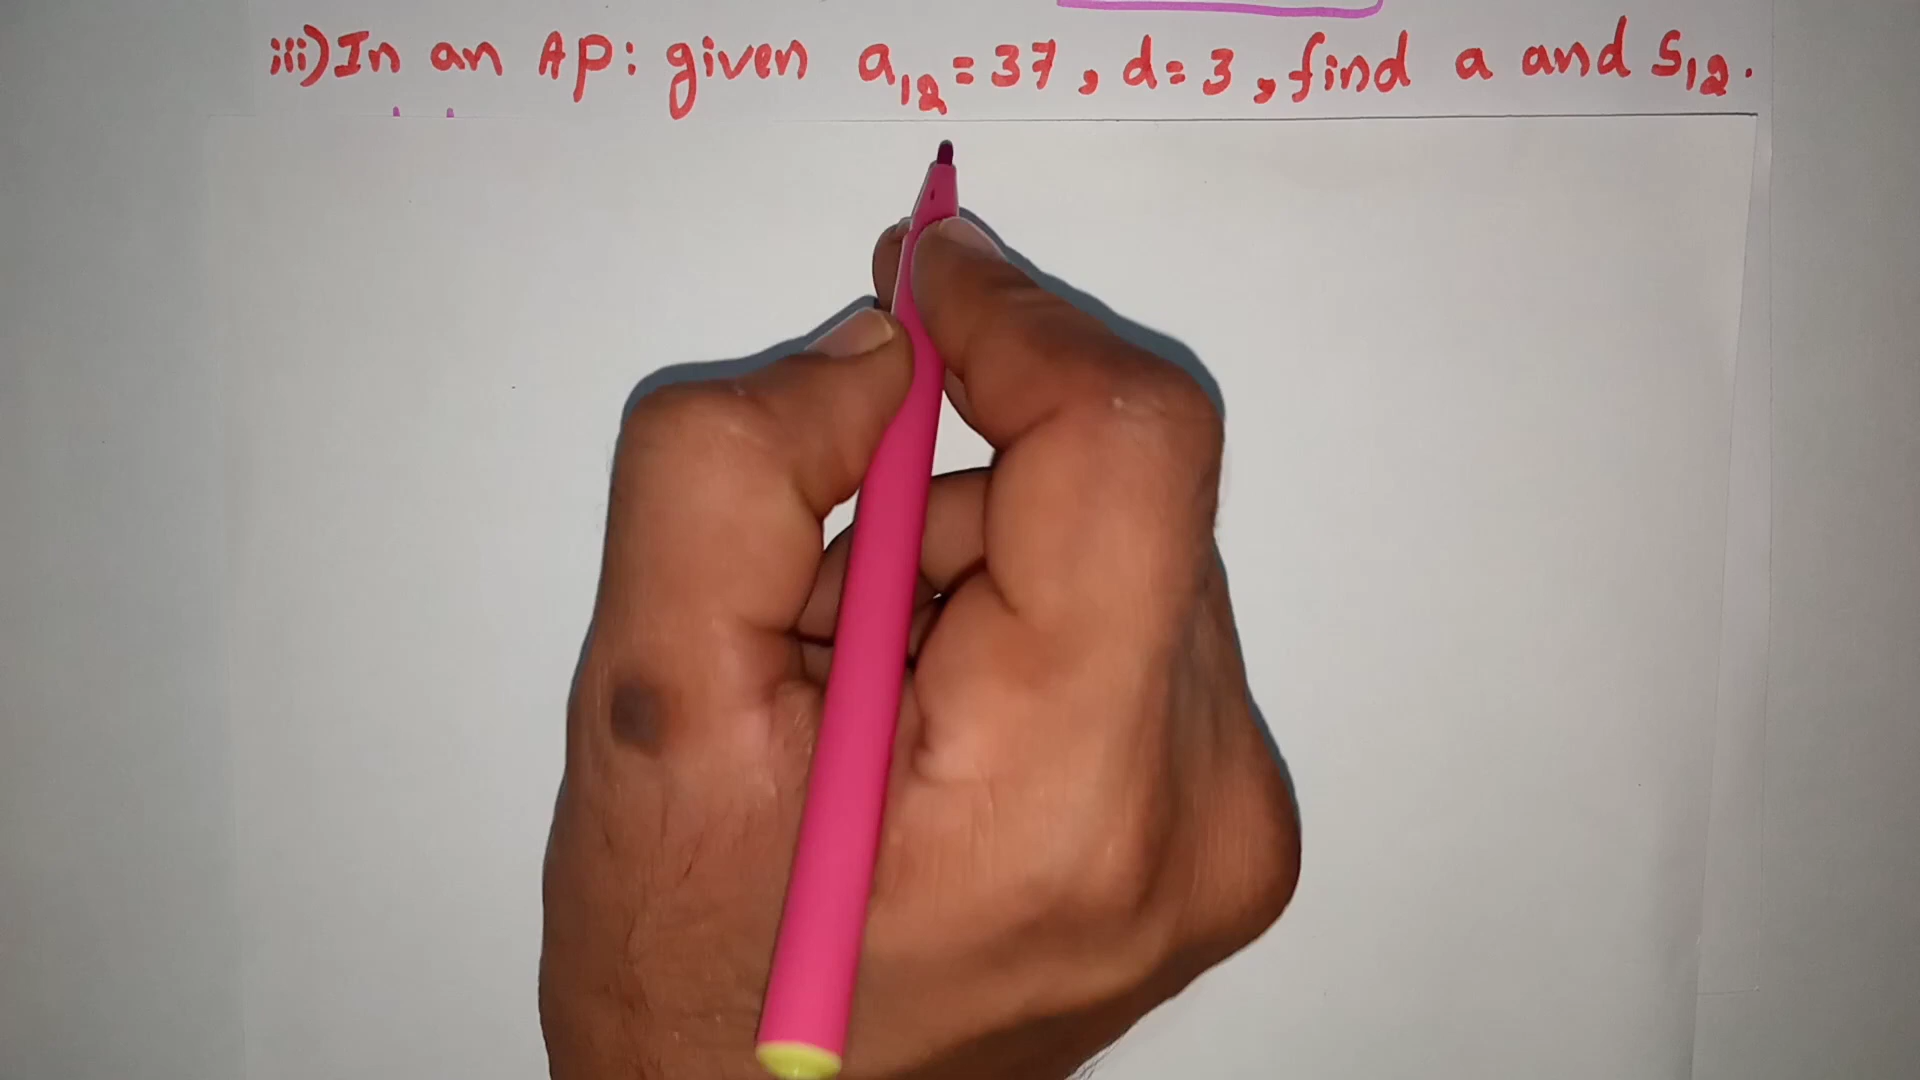 iii) In an AP: given a₁₂ = 37, d = 3, find a and S₁₂.